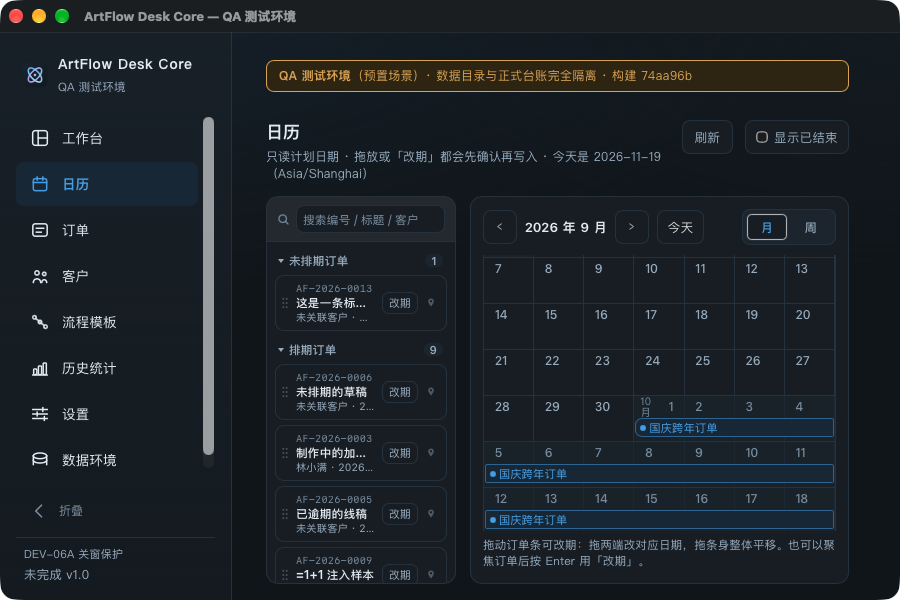 ArtFlow Desk Core — QA 测试环境
ArtFlow Desk Core
QA 测试环境
工作台
日历
订单
客户
流程模板
历史统计
设置
数据环境
折叠
DEV-06A 关窗保护
未完成 v1.0
QA 测试环境（预置场景）· 数据目录与正式台账完全隔离 · 构建 74aa96b
日历
只读计划日期 · 拖放或「改期」都会先确认再写入 · 今天是 2026-11-19
（Asia/Shanghai）
刷新
显示已结束
搜索编号 / 标题 / 客户
未排期订单 1
AF-2026-0013
这是一条标…
未关联客户 · …
改期
排期订单 9
AF-2026-0006
未排期的草稿
未关联客户 · 2…
改期
AF-2026-0003
制作中的加…
林小满 · 2026…
改期
AF-2026-0005
已逾期的线稿
未关联客户 · 2…
改期
AF-2026-0009
=1+1 注入样本
改期
< 2026 年 9 月 > 今天 月 周
7 8 9 10 11 12 13
14 15 16 17 18 19 20
21 22 23 24 25 26 27
28 29 30 10月 1 2 3 4
国庆跨年订单
5 6 7 8 9 10 11
国庆跨年订单
12 13 14 15 16 17 18
国庆跨年订单
拖动订单条可改期：拖两端改对应日期，拖条身整体平移。也可以聚
焦订单后按 Enter 用「改期」。